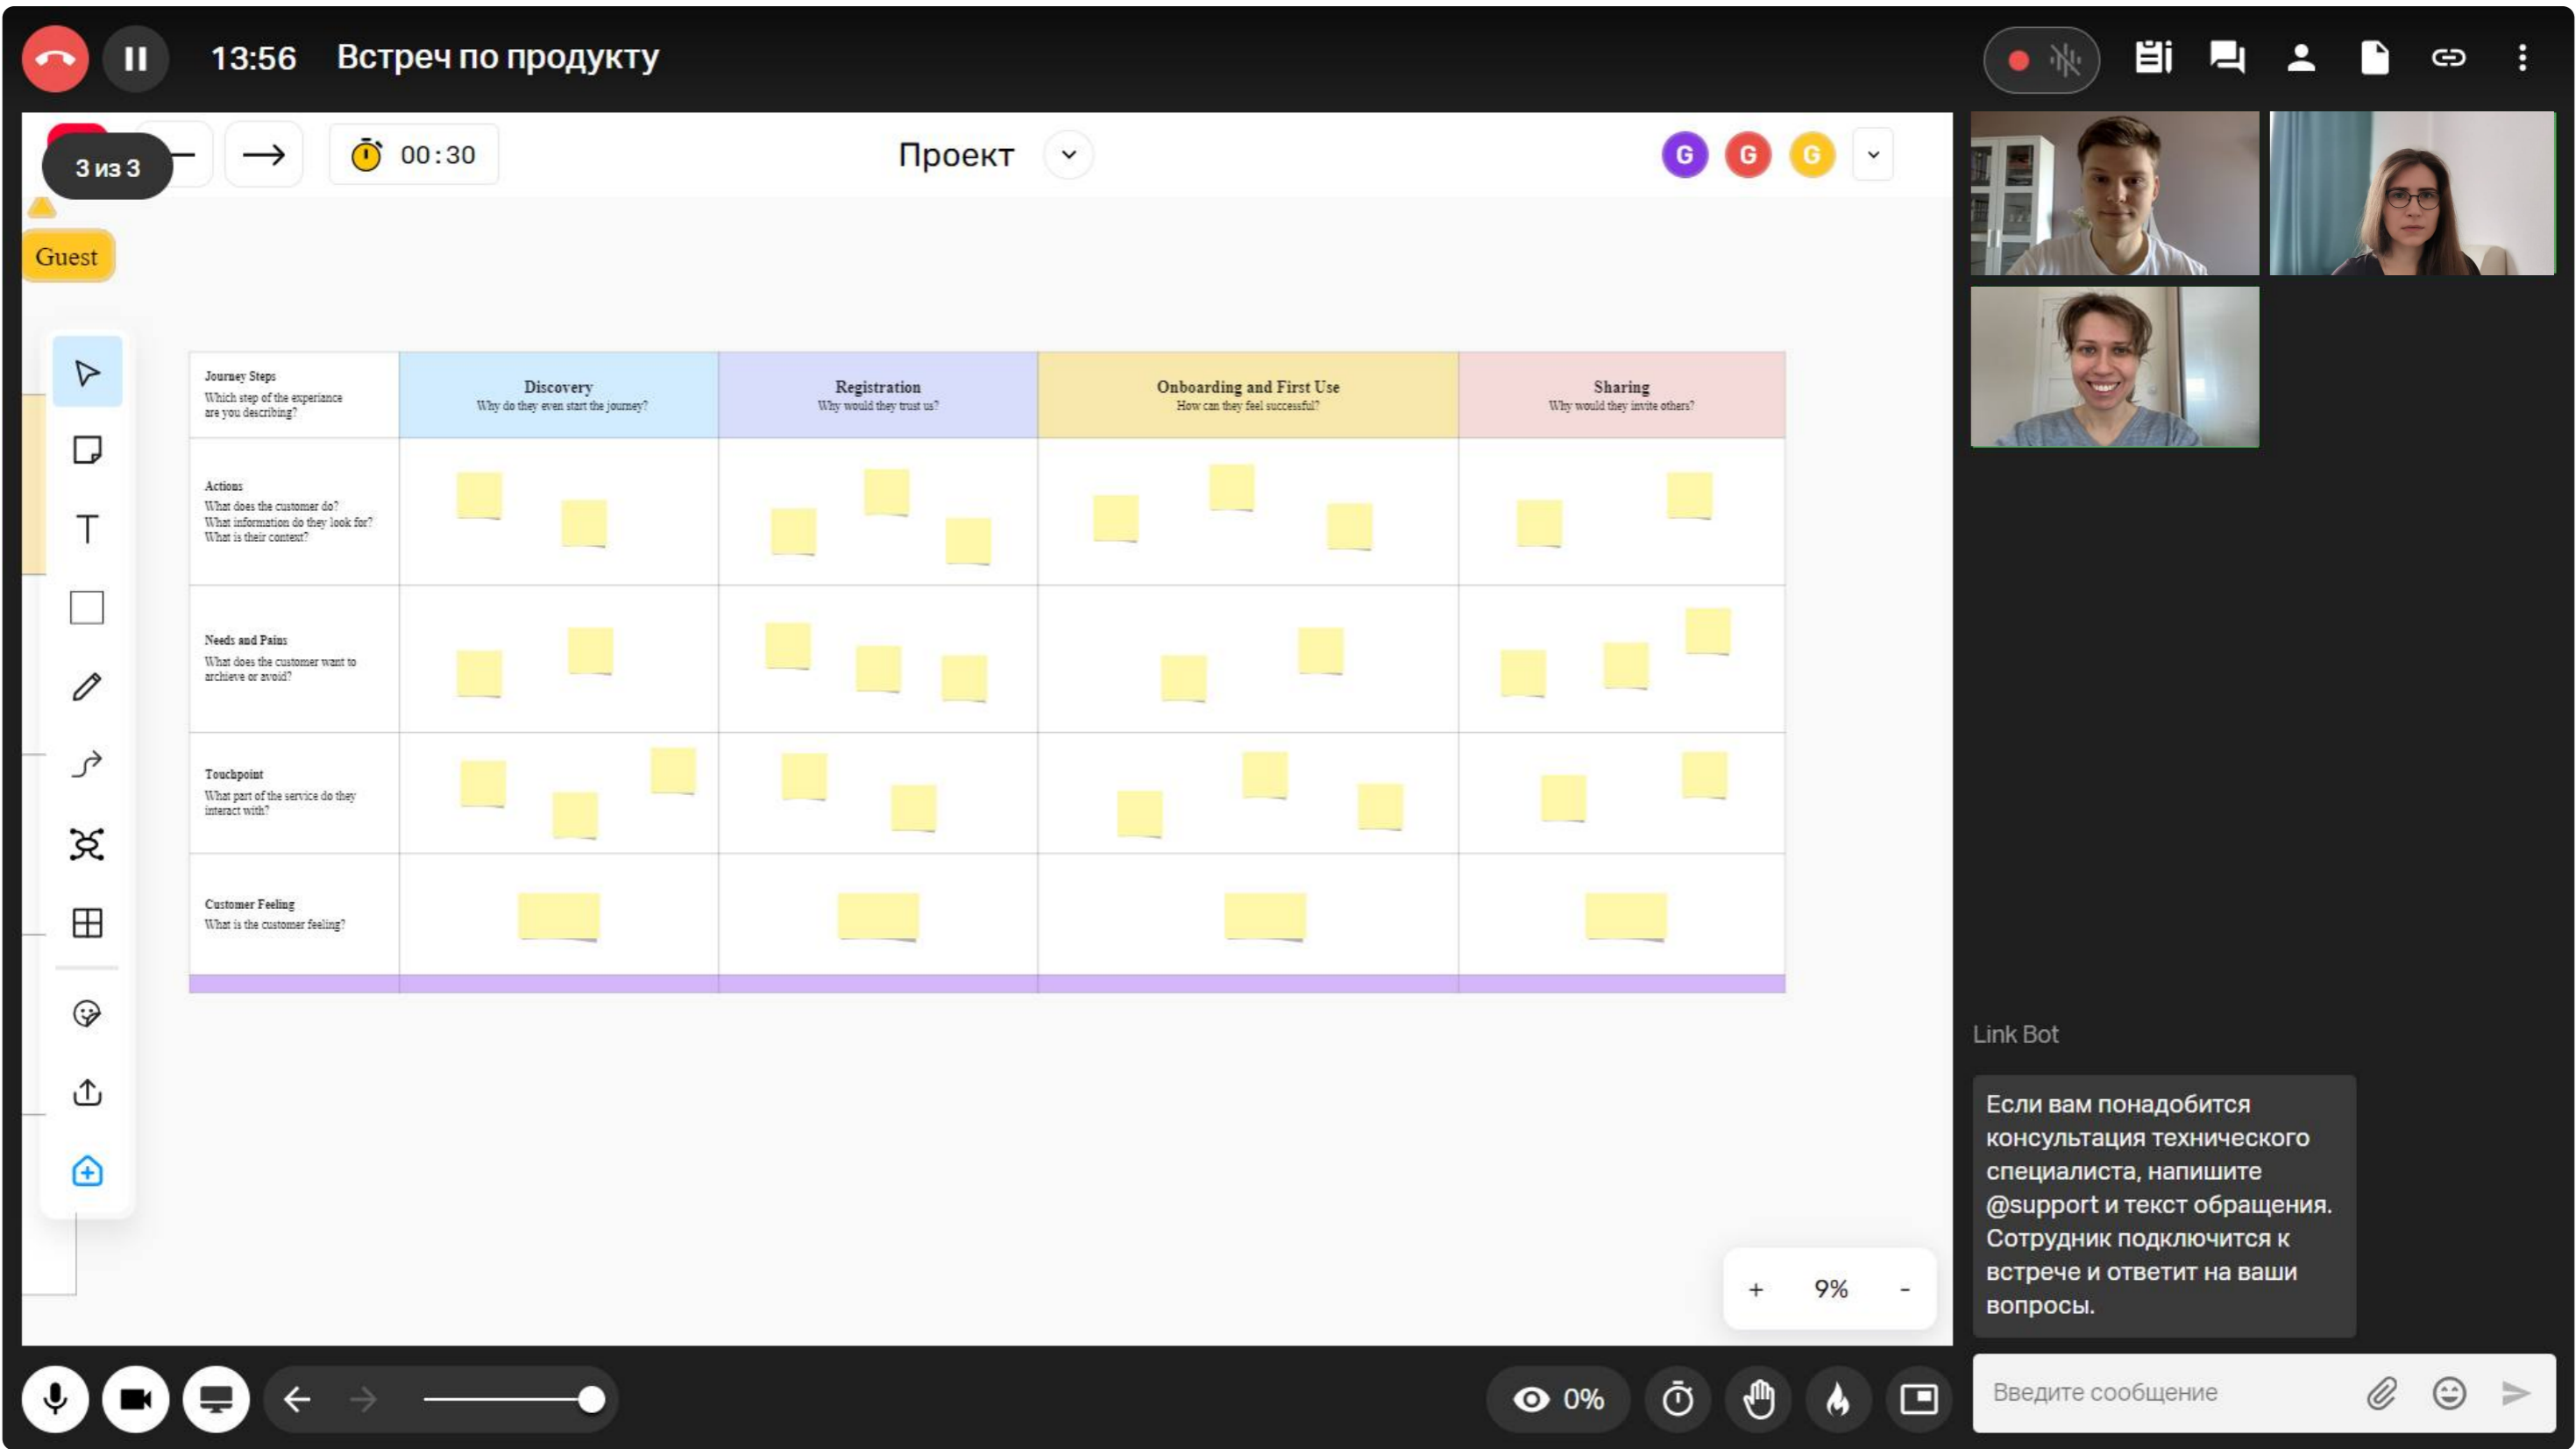 13:56 Встреч по продукту
3 из 3
00:30
Проект
G G G
Guest
Journey Steps
Which step of the experiance
are you describing?
Discovery
Why do they even start the journey?
Registration
Why would they trust us?
Onboarding and First Use
How can they feel successful?
Sharing
Why would they invite others?
Actions
What does the customer do?
What information do they look for?
What is their context?
Needs and Pains
What does the customer want to
archieve or avoid?
Touchpoint
What part of the service do they
interact with?
Customer Feeling
What is the customer feeling?
+ 9% -
0%
Link Bot
Если вам понадобится
консультация технического
специалиста, напишите
@support и текст обращения.
Сотрудник подключится к
встрече и ответит на ваши
вопросы.
Введите сообщение